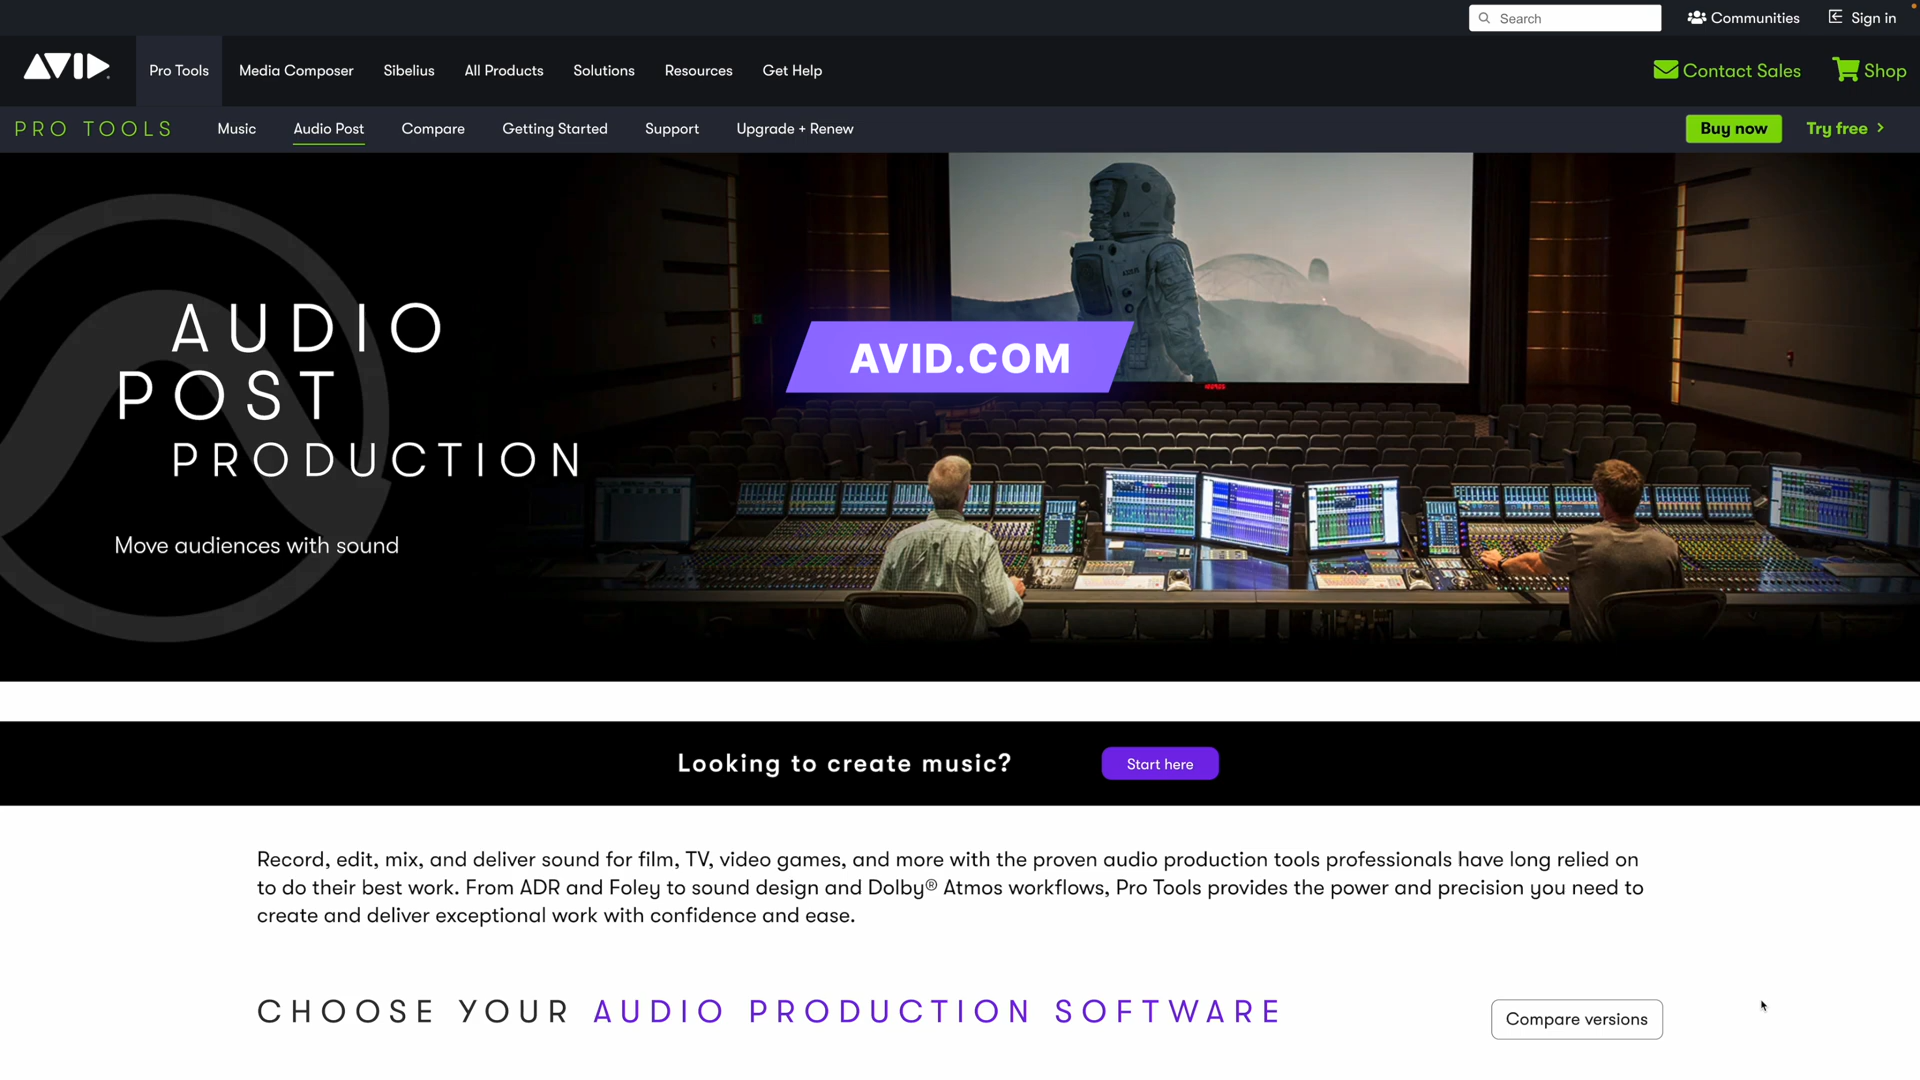 Search
Communities
Sign in
AVID
Pro Tools
Media Composer
Sibelius
All Products
Solutions
Resources
Get Help
Contact Sales
Shop
PRO TOOLS
Music
Audio Post
Compare
Getting Started
Support
Upgrade + Renew
Buy now
Try free
AUDIO
POST
PRODUCTION
Move audiences with sound
AVID.COM
Looking to create music?
Start here
Record, edit, mix, and deliver sound for film, TV, video games, and more with the proven audio production tools professionals have long relied on
to do their best work. From ADR and Foley to sound design and Dolby® Atmos workflows, Pro Tools provides the power and precision you need to
create and deliver exceptional work with confidence and ease.
CHOOSE YOUR AUDIO PRODUCTION SOFTWARE
Compare versions